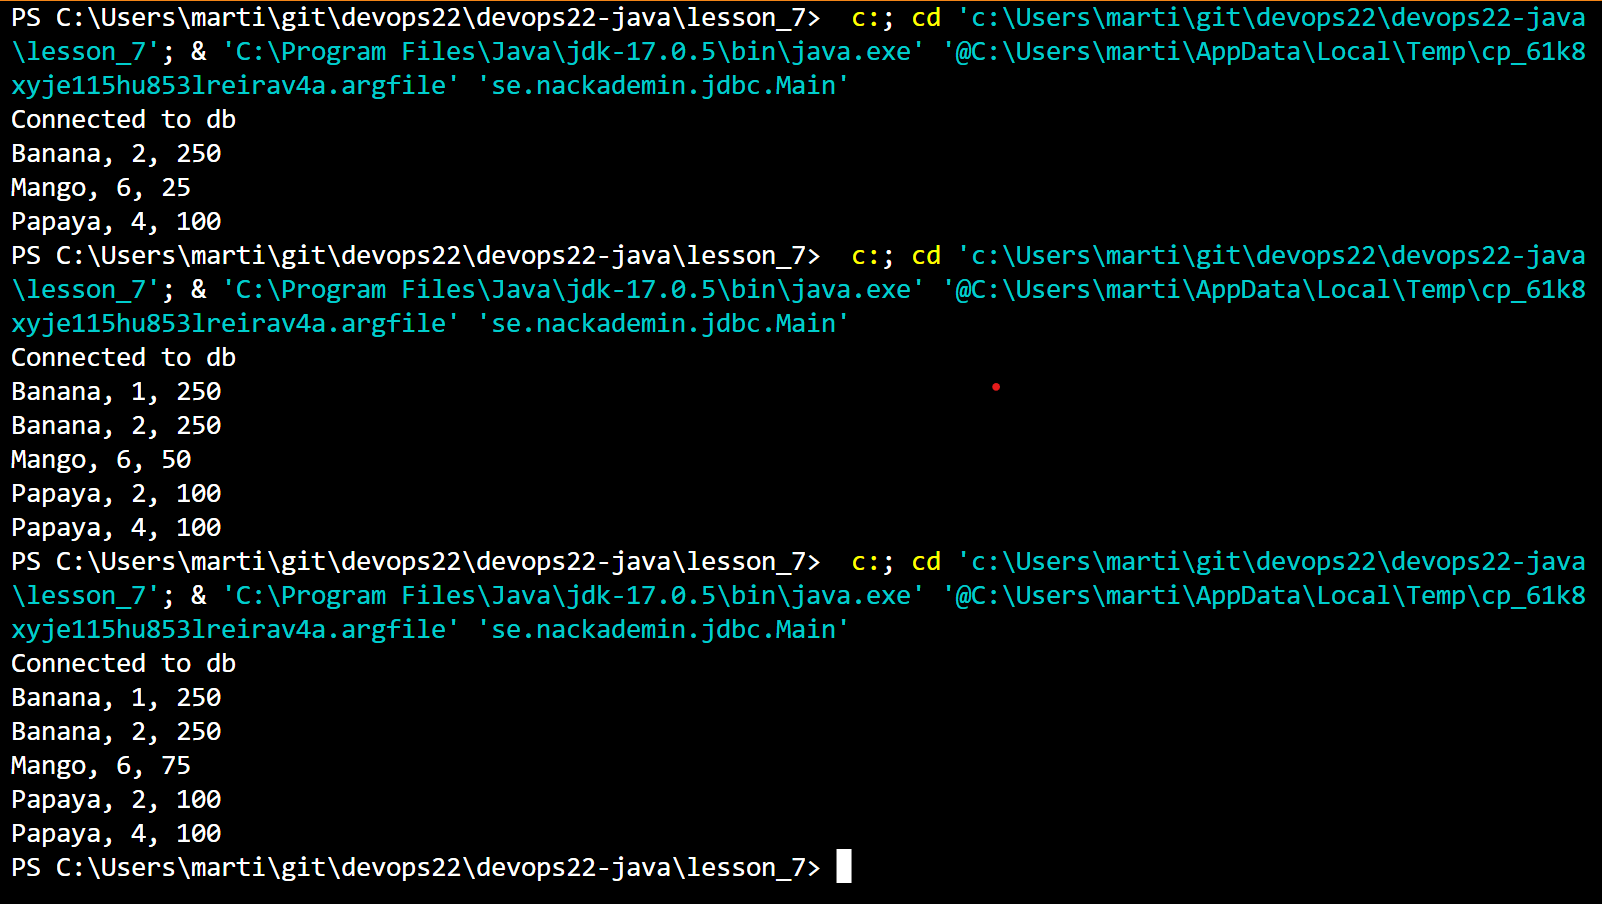 PS C:\Users\marti\git\devops22\devops22-java\lesson_7>  c:; cd 'c:\Users\marti\git\devops22\devops22-java
\lesson_7'; & 'C:\Program Files\Java\jdk-17.0.5\bin\java.exe' '@C:\Users\marti\AppData\Local\Temp\cp_61k8
xyje115hu853lreirav4a.argfile' 'se.nackademin.jdbc.Main'
Connected to db
Banana, 2, 250
Mango, 6, 25
Papaya, 4, 100
PS C:\Users\marti\git\devops22\devops22-java\lesson_7>  c:; cd 'c:\Users\marti\git\devops22\devops22-java
\lesson_7'; & 'C:\Program Files\Java\jdk-17.0.5\bin\java.exe' '@C:\Users\marti\AppData\Local\Temp\cp_61k8
xyje115hu853lreirav4a.argfile' 'se.nackademin.jdbc.Main'
Connected to db
Banana, 1, 250
Banana, 2, 250
Mango, 6, 50
Papaya, 2, 100
Papaya, 4, 100
PS C:\Users\marti\git\devops22\devops22-java\lesson_7>  c:; cd 'c:\Users\marti\git\devops22\devops22-java
\lesson_7'; & 'C:\Program Files\Java\jdk-17.0.5\bin\java.exe' '@C:\Users\marti\AppData\Local\Temp\cp_61k8
xyje115hu853lreirav4a.argfile' 'se.nackademin.jdbc.Main'
Connected to db
Banana, 1, 250
Banana, 2, 250
Mango, 6, 75
Papaya, 2, 100
Papaya, 4, 100
PS C:\Users\marti\git\devops22\devops22-java\lesson_7>